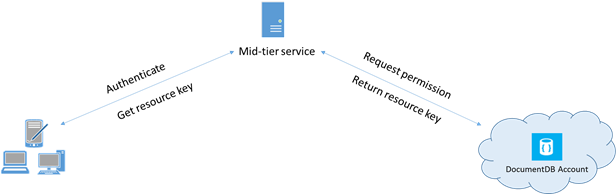 Mid-tier service
Authenticate
Get resource key
Request permission
Return resource key
DocumentDB Account